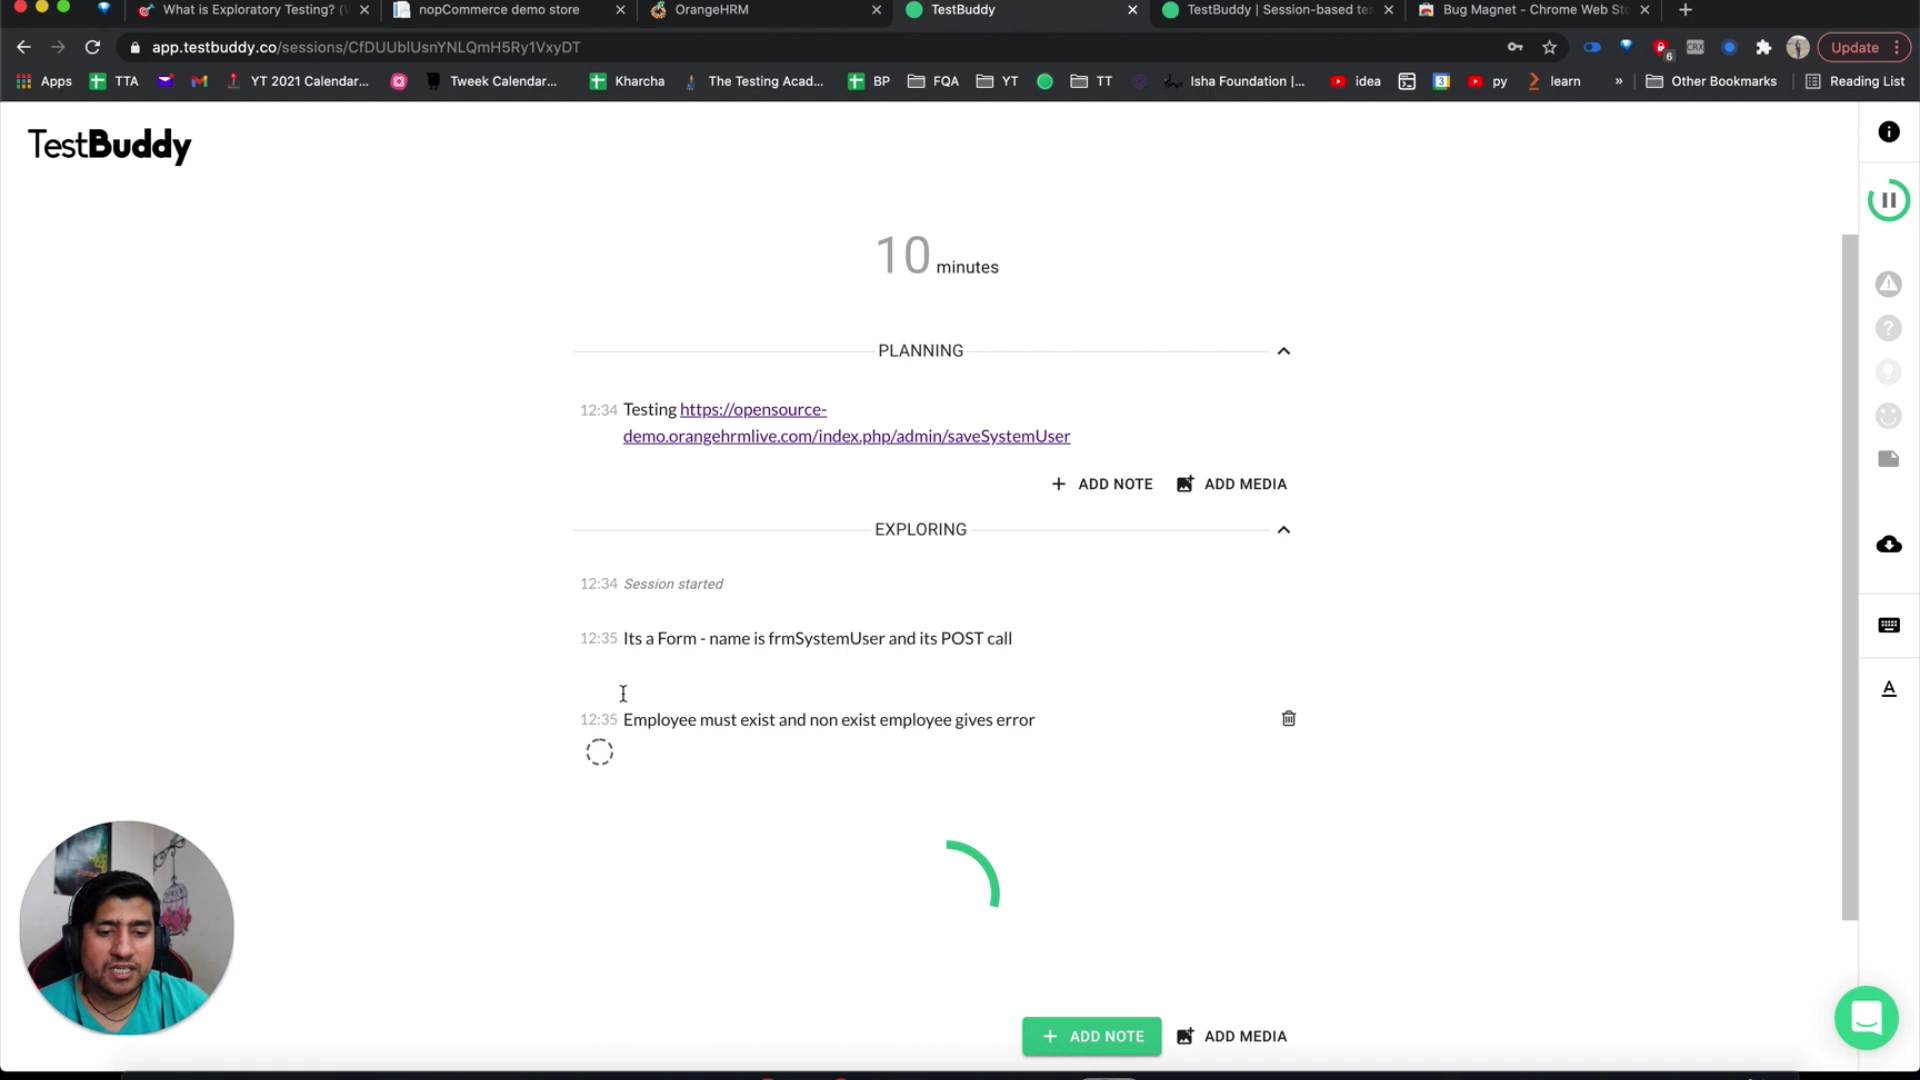 What is Exploratory Testing? (
nopCommerce demo store
OrangeHRM
TestBuddy
TestBuddy | Session-based tes
Bug Magnet - Chrome Web Sto
app.testbuddy.co/sessions/CfDUUblUsnYNLQmH5Ry1VxyDT
6
CRX
Update
Apps
TTA
YT 2021 Calendar...
Tweek Calendar...
Kharcha
The Testing Acad...
BP
FQA
YT
TT
Isha Foundation |...
idea
py
learn
»
Other Bookmarks
Reading List
TestBuddy
10 minutes
PLANNING
12:34 Testing https://opensource-
demo.orangehrmlive.com/index.php/admin/saveSystemUser
+ ADD NOTE ADD MEDIA
EXPLORING
12:34 Session started
12:35 Its a Form - name is frmSystemUser and its POST call
12:35 Employee must exist and non exist employee gives error
+ ADD NOTE ADD MEDIA
A